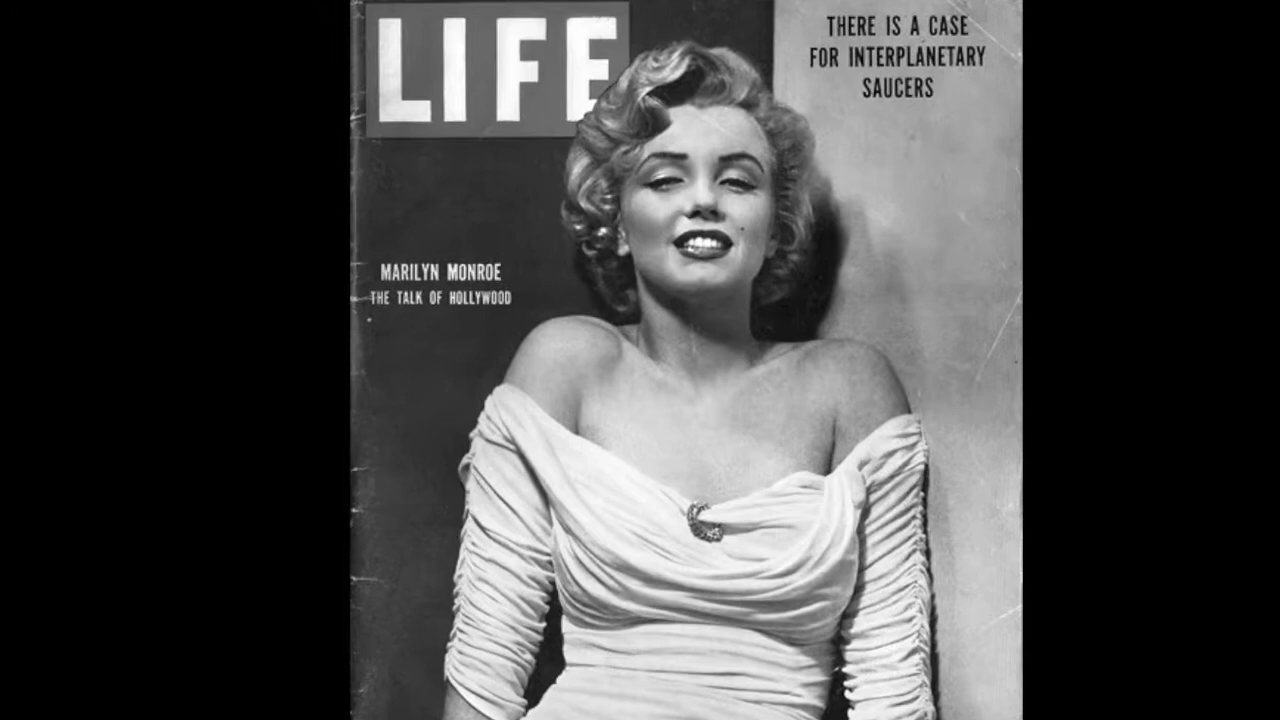 LIFE
THERE IS A CASE
FOR INTERPLANETARY
SAUCERS
MARILYN MONROE
THE TALK OF HOLLYWOOD